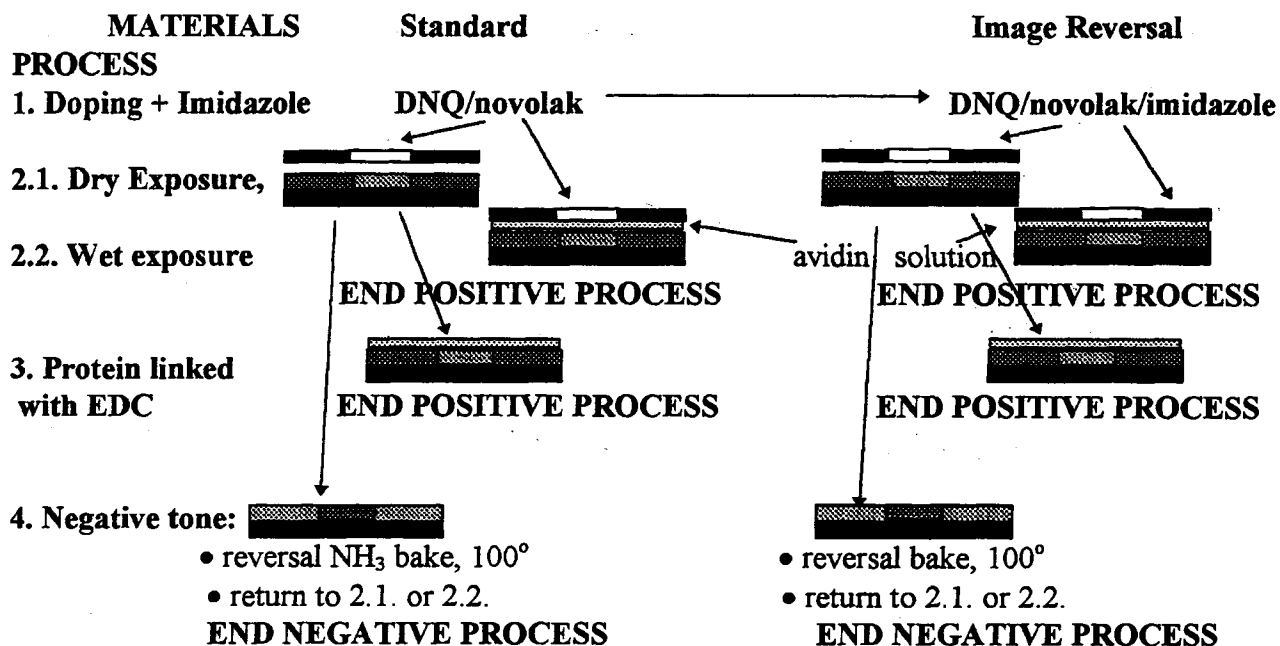 MATERIALS Standard Image Reversal
PROCESS
1. Doping + Imidazole DNQ/novolak DNQ/novolak/imidazole
2.1. Dry Exposure,
2.2. Wet exposure avidin solution
END POSITIVE PROCESS END POSITIVE PROCESS
3. Protein linked
with EDC END POSITIVE PROCESS END POSITIVE PROCESS
4. Negative tone:
• reversal NH₃ bake, 100° • reversal bake, 100°
• return to 2.1. or 2.2. • return to 2.1. or 2.2.
END NEGATIVE PROCESS END NEGATIVE PROCESS